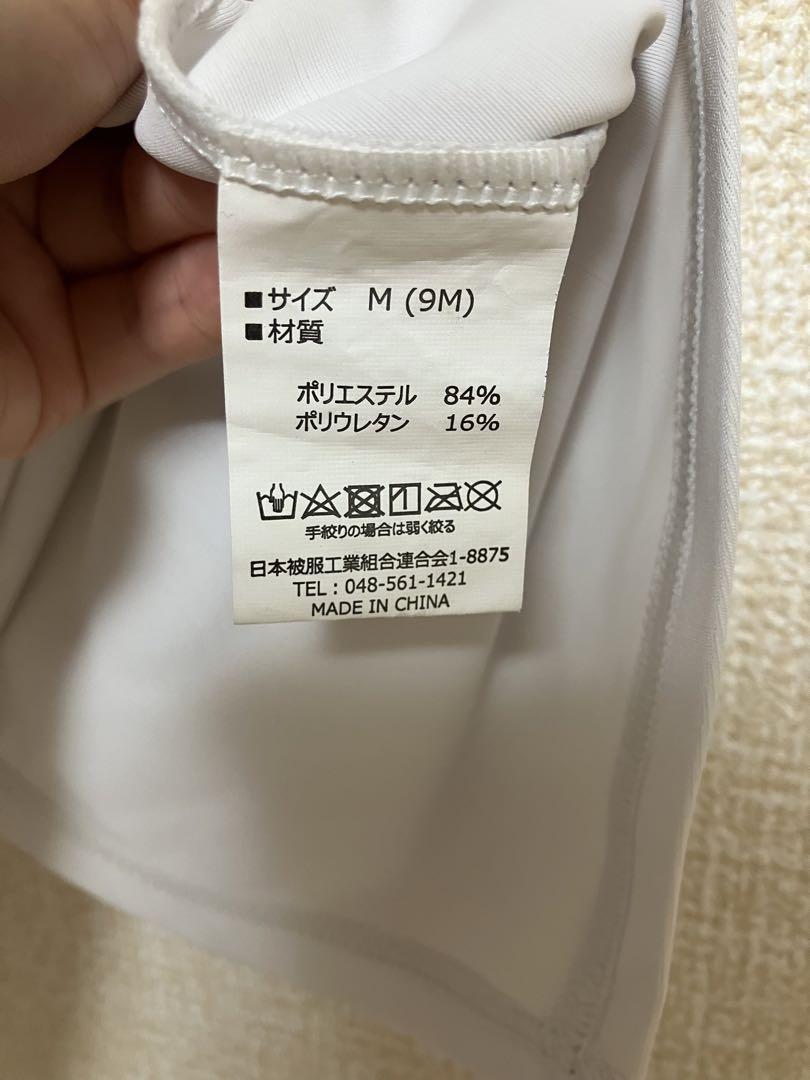 ■サイズ M (9M)
■材質
ポリエステル 84%
ポリウレタン 16%
手絞りの場合は弱く絞る
日本被服工業組合連合会1-8875
TEL : 048-561-1421
MADE IN CHINA